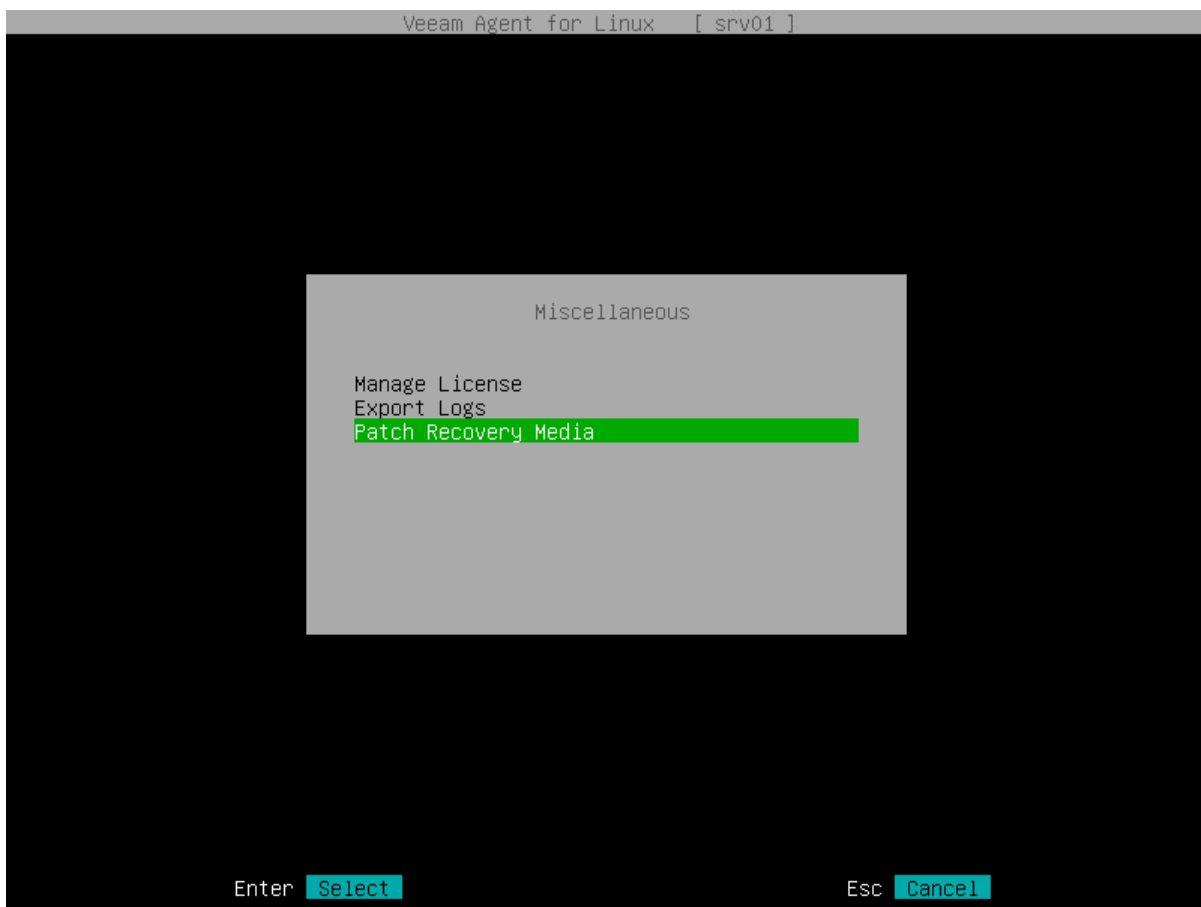 Veeam Agent for Linux [ srv01 ]
Miscellaneous
Manage License
Export Logs
Patch Recovery Media
Enter Select Esc Cancel